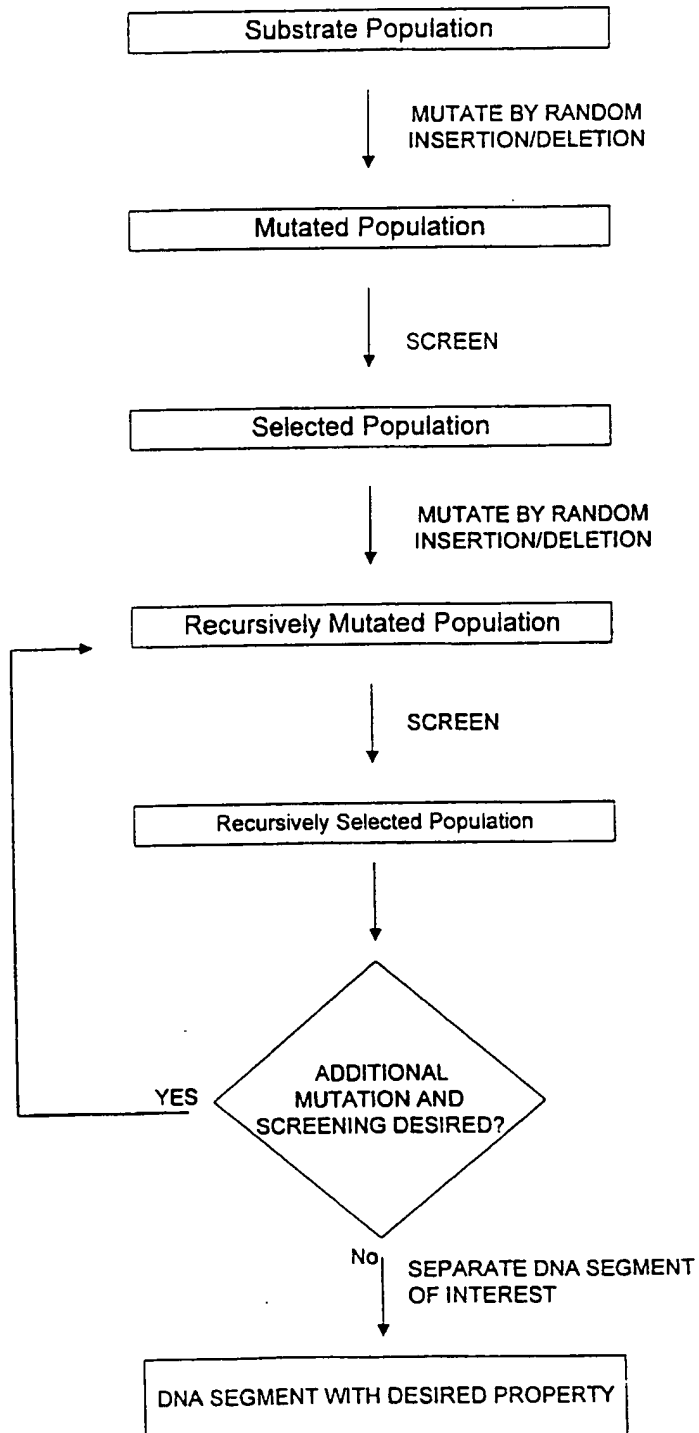 Substrate Population
MUTATE BY RANDOM
INSERTION/DELETION
Mutated Population
SCREEN
Selected Population
MUTATE BY RANDOM
INSERTION/DELETION
Recursively Mutated Population
SCREEN
Recursively Selected Population
YES
ADDITIONAL
MUTATION AND
SCREENING DESIRED?
No
SEPARATE DNA SEGMENT
OF INTEREST
DNA SEGMENT WITH DESIRED PROPERTY